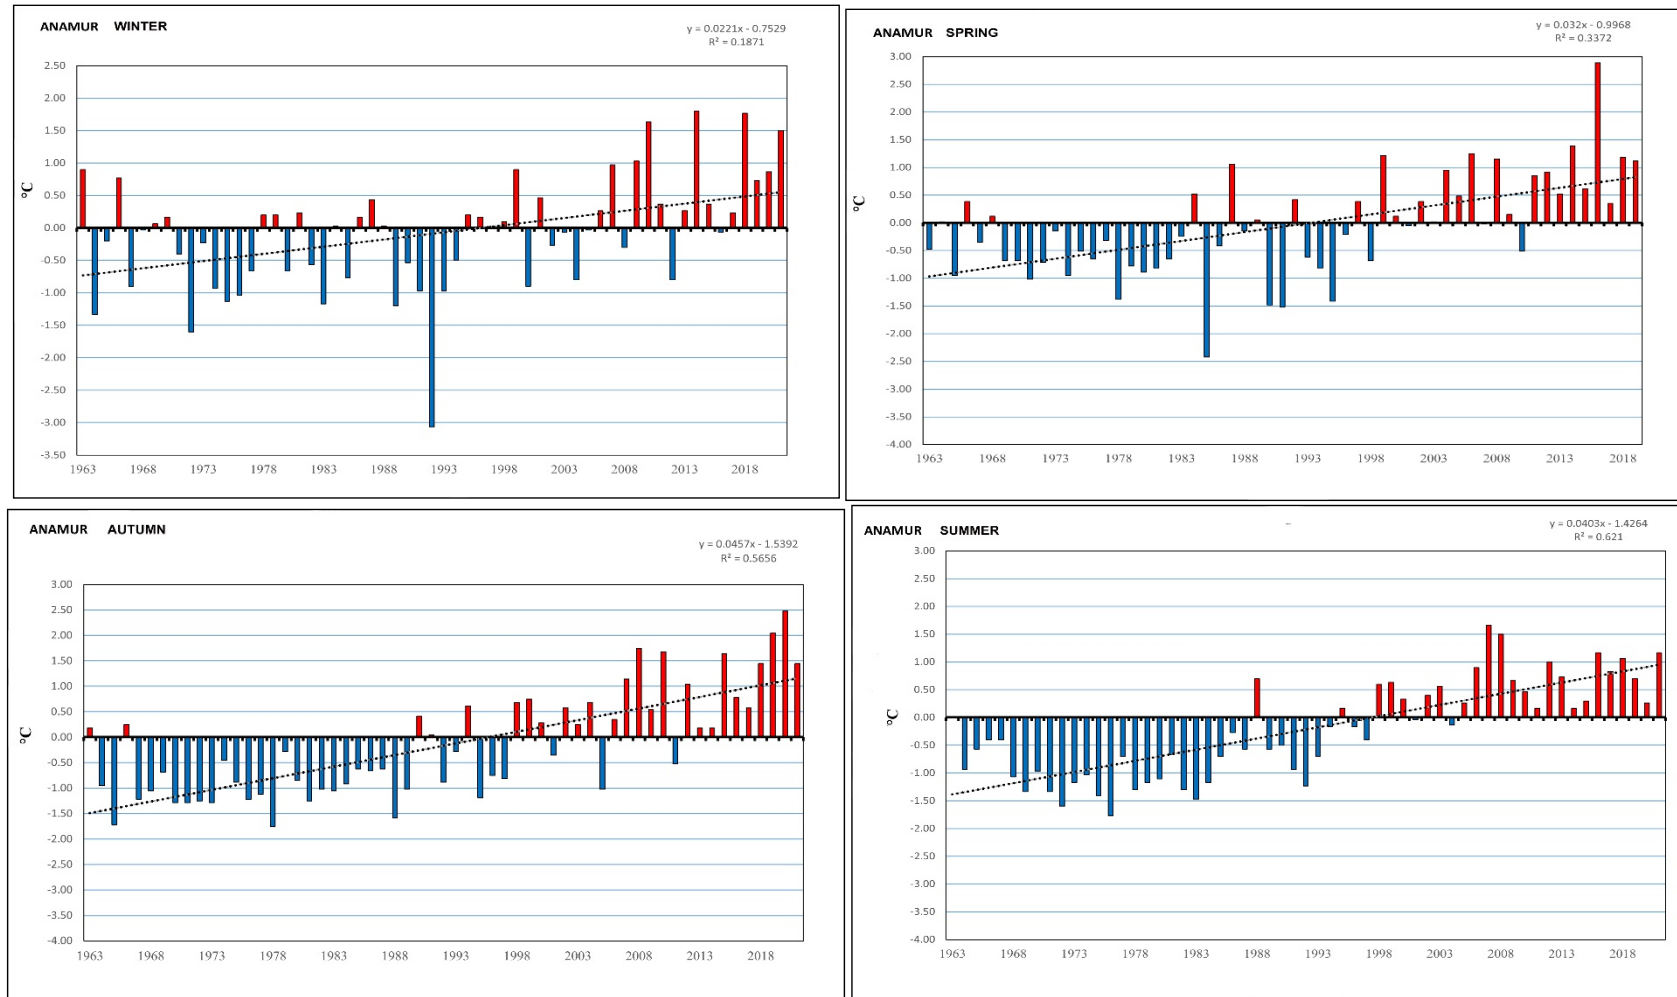 ANAMUR WINTER
y = 0.0221x - 0.7529
R² = 0.1871
2.50
2.00
1.50
1.00
0.50
0.00
-0.50
-1.00
-1.50
-2.00
-2.50
-3.00
-3.50
°C
1963 1968 1973 1978 1983 1988 1993 1998 2003 2008 2013 2018
ANAMUR SPRING
y = 0.032x - 0.9968
R² = 0.3372
3.00
2.50
2.00
1.50
1.00
0.50
0.00
-0.50
-1.00
-1.50
-2.00
-2.50
-3.00
-3.50
-4.00
°C
1963 1968 1973 1978 1983 1988 1993 1998 2003 2008 2013 2018
ANAMUR AUTUMN
y = 0.0457x - 1.5392
R² = 0.5656
3.00
2.50
2.00
1.50
1.00
0.50
0.00
-0.50
-1.00
-1.50
-2.00
-2.50
-3.00
-3.50
-4.00
°C
1963 1968 1973 1978 1983 1988 1993 1998 2003 2008 2013 2018
ANAMUR SUMMER
y = 0.0403x - 1.4264
R² = 0.621
3.00
2.50
2.00
1.50
1.00
0.50
0.00
-0.50
-1.00
-1.50
-2.00
-2.50
-3.00
-3.50
-4.00
°C
1963 1968 1973 1978 1983 1988 1993 1998 2003 2008 2013 2018